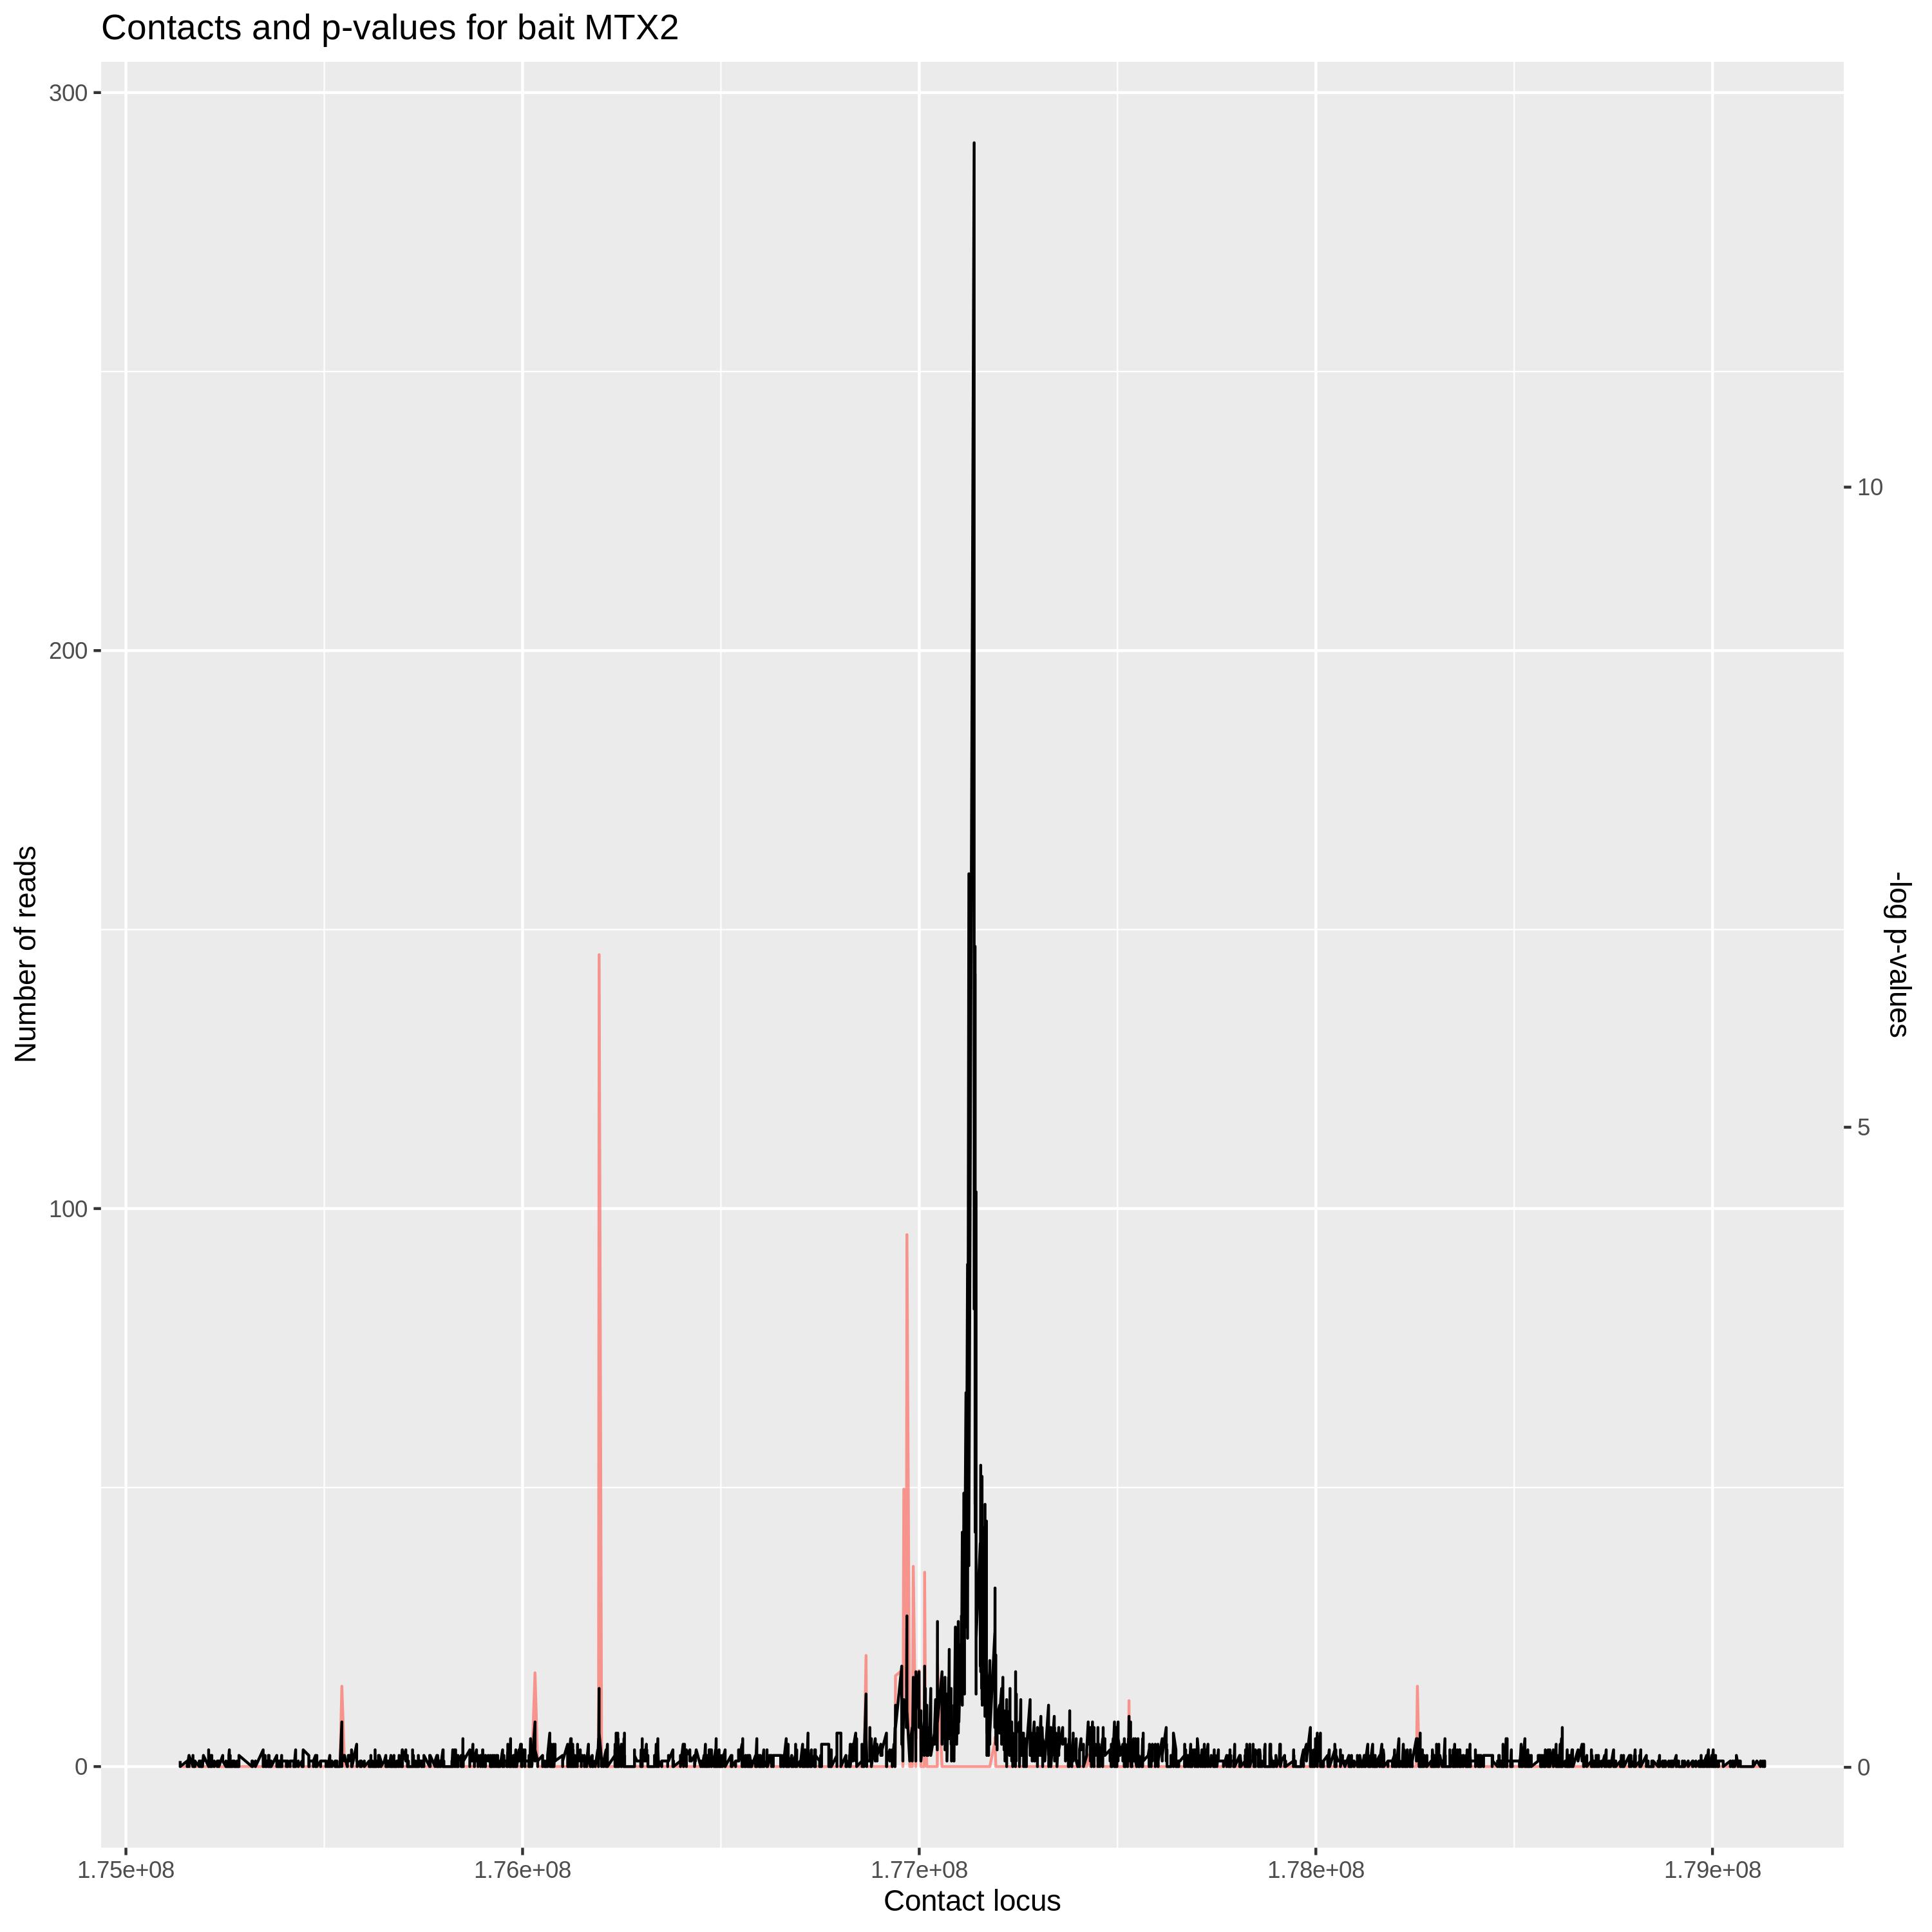 Contacts and p-values for bait MTX2
300
200
100
0
Number of reads
10
5
0
-log p-values
1.75e+08
1.76e+08
1.77e+08
1.78e+08
1.79e+08
Contact locus